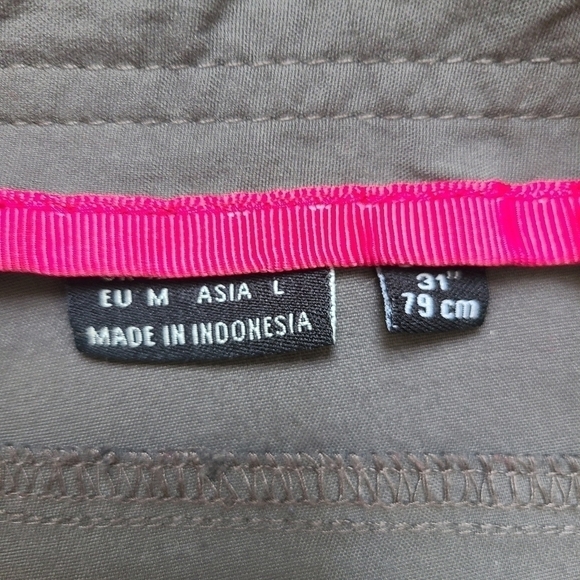 EU M ASIA L
MADE IN INDONESIA
31"
79 cm